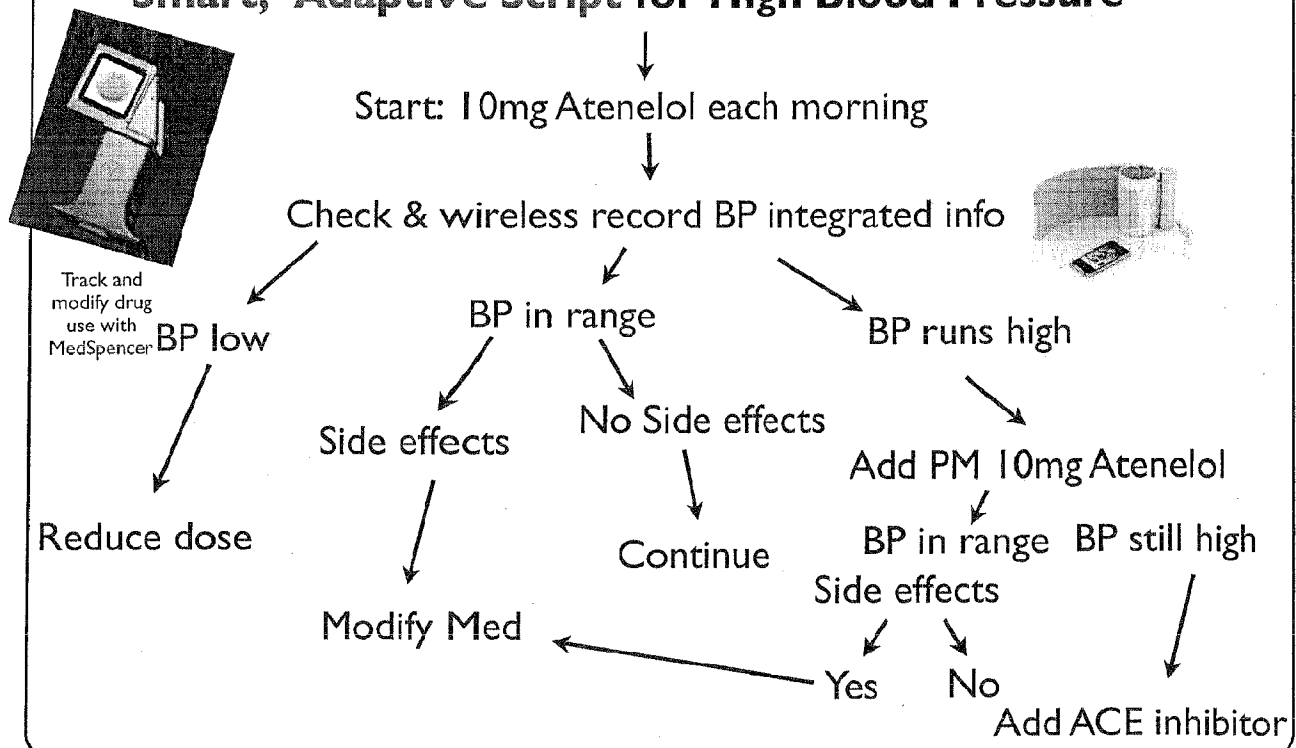 "Smart," Adaptive Script for High Blood Pressure
Start: 10mg Atenelol each morning
Check & wireless record BP integrated info
Track and
modify drug
use with
MedSpencer
BP low
BP in range
BP runs high
Side effects
No Side effects
Add PM 10mg Atenelol
Reduce dose
Continue
BP in range
BP still high
Side effects
Modify Med
Yes
No
Add ACE inhibitor